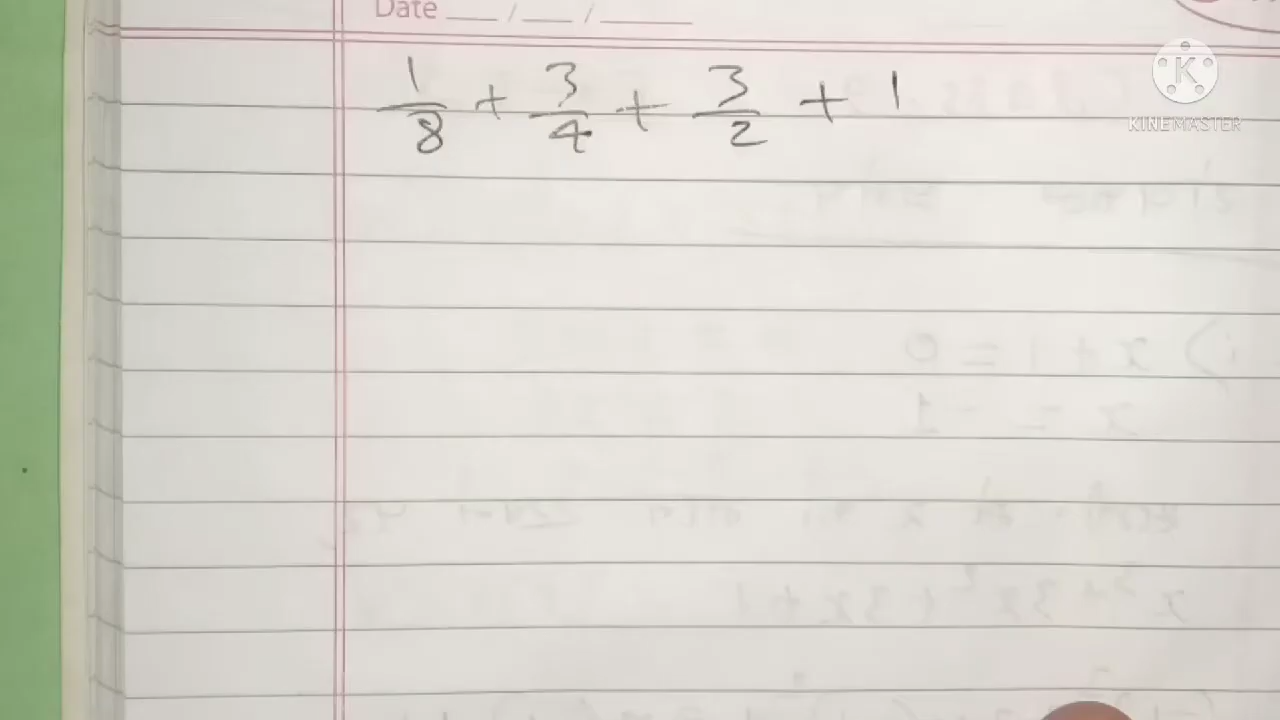 Date ___/___/_____
1/8 + 3/4 + 3/2 + 1
KINEMASTER